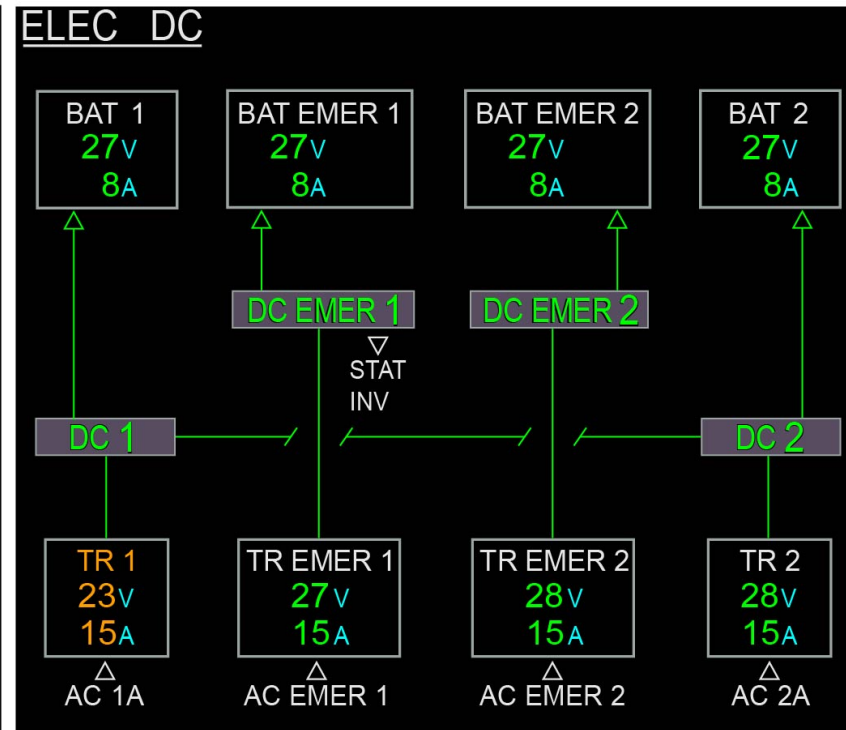 ELEC DC
BAT 1
27V
8A
BAT EMER 1
27V
8A
BAT EMER 2
27V
8A
BAT 2
27V
8A
DC EMER 1
DC EMER 2
STAT
INV
DC 1
DC 2
TR 1
23V
15A
TR EMER 1
27V
15A
TR EMER 2
28V
15A
TR 2
28V
15A
AC 1A
AC EMER 1
AC EMER 2
AC 2A